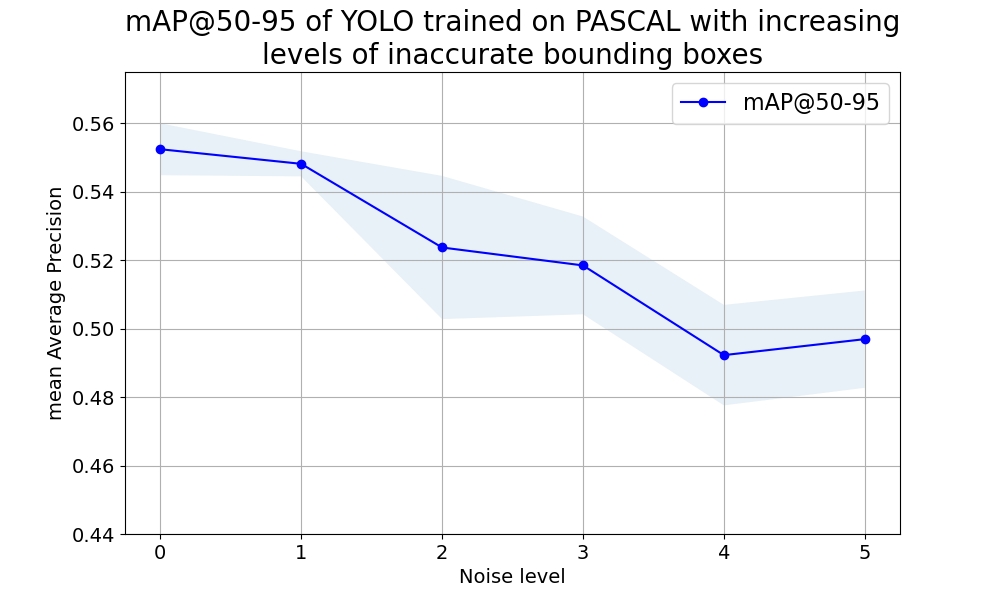 mAP@50-95 of YOLO trained on PASCAL with increasing
levels of inaccurate bounding boxes
mAP@50-95
mean Average Precision
0.56
0.54
0.52
0.50
0.48
0.46
0.44
0 1 2 3 4 5
Noise level